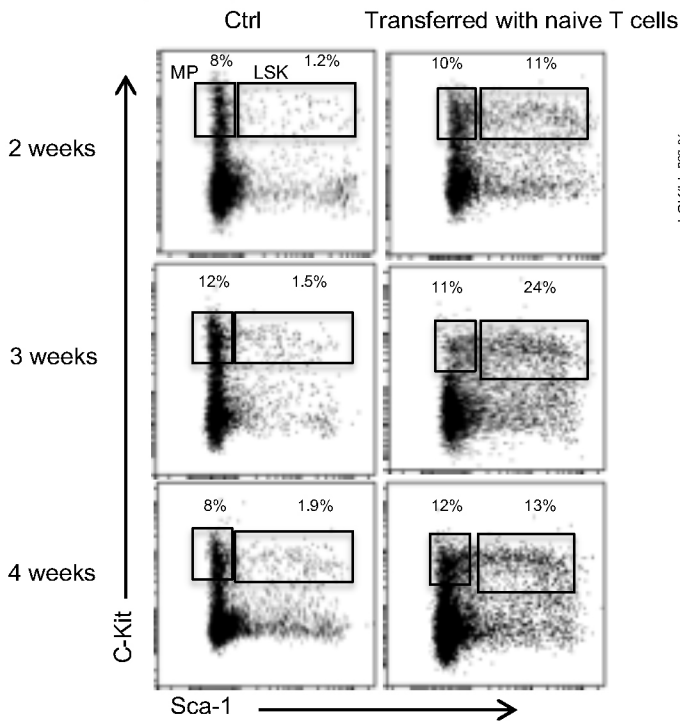 Ctrl
Transferred with naive T cells
2 weeks
MP 8% LSK 1.2%
10% 11%
3 weeks
12% 1.5%
11% 24%
4 weeks
8% 1.9%
12% 13%
C-Kit
Sca-1